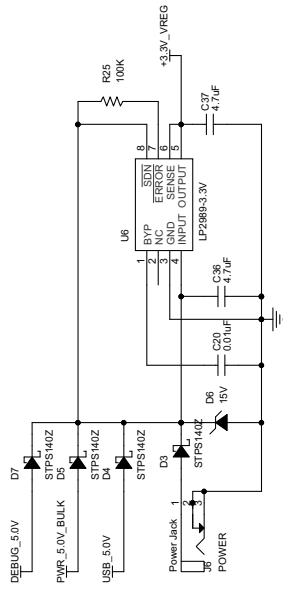 +3.3V_VREG
R25
100K
C37
4.7uF
8
7
6
5
SDN
ERROR
SENSE
OUTPUT
LP2989-3.3V
U6
BYP
NC
GND
INPUT
1
2
3
4
C36
4.7uF
C20
0.01uF
D7
STPS140Z
D5
STPS140Z
D4
STPS140Z
D3
STPS140Z
D6
15V
DEBUG_5.0V
PWR_5.0V_BULK
USB_5.0V
Power Jack
1
2
3
J6
POWER